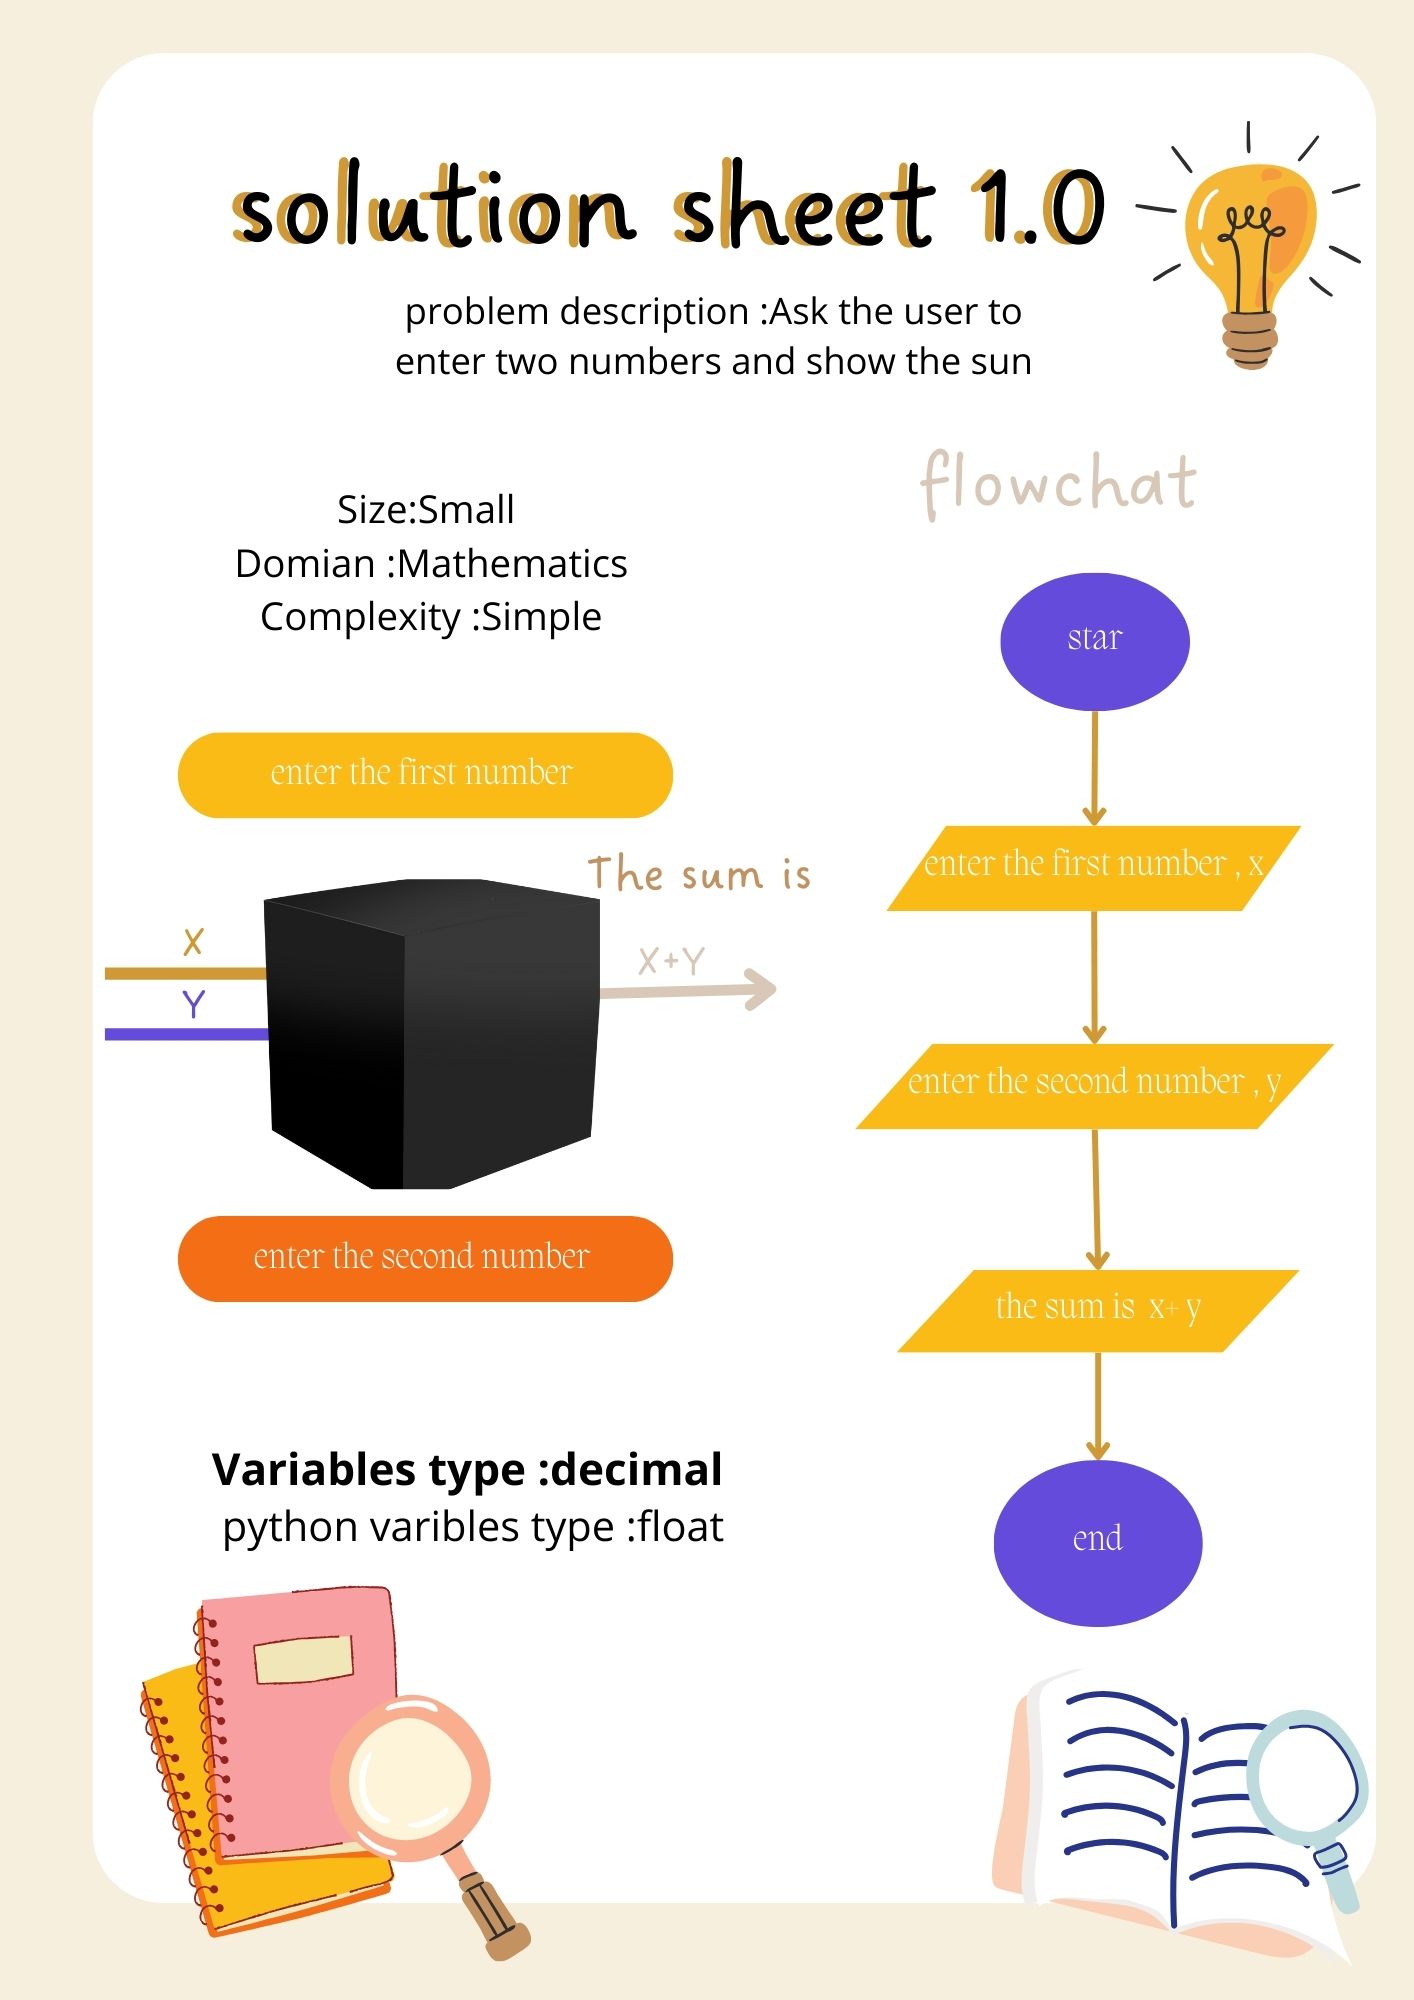 solution sheet 1.0
problem description :Ask the user to
enter two numbers and show the sun
Size:Small
Domian :Mathematics
Complexity :Simple
enter the first number
The sum is
X
Y
X+Y
enter the second number
Variables type :decimal
python varibles type :float
flowchat
star
enter the first number , x
enter the second number , y
the sum is x+ y
end